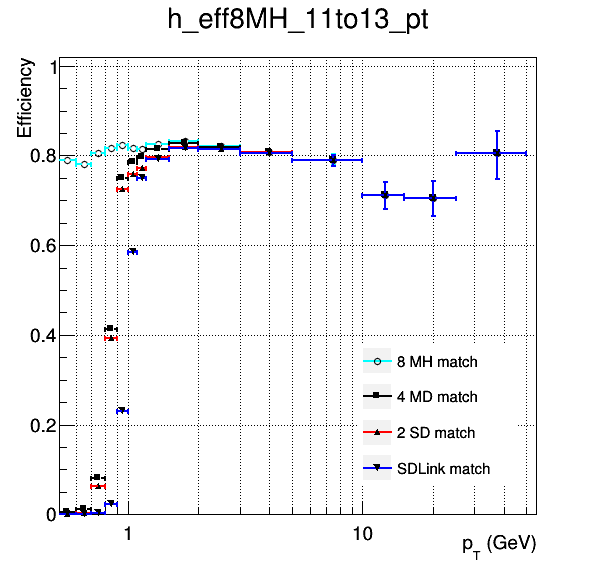 h_eff8MH_11to13_pt
Efficiency
1
0.8
0.6
0.4
0.2
0
8 MH match
4 MD match
2 SD match
SDLink match
1
10
pT (GeV)